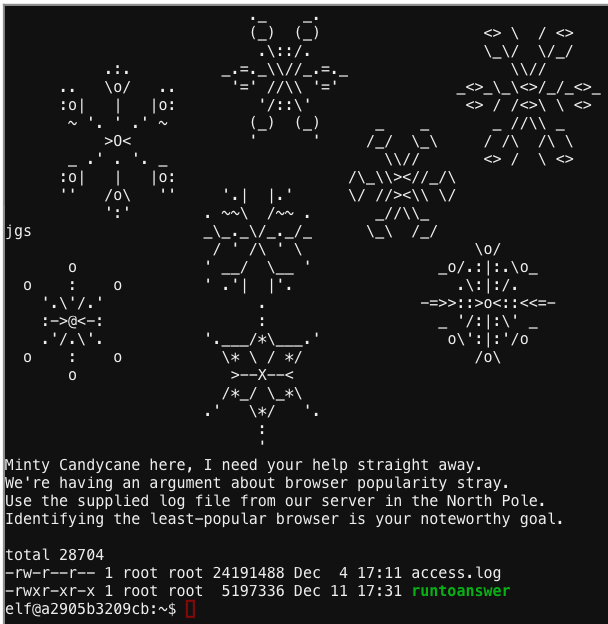 jgs
Minty Candycane here, I need your help straight away.
We're having an argument about browser popularity stray.
Use the supplied log file from our server in the North Pole.
Identifying the least-popular browser is your noteworthy goal.
total 28704
-rw-r--r-- 1 root root 24191488 Dec  4 17:11 access.log
-rwxr-xr-x 1 root root  5197336 Dec 11 17:31 runtoanswer
elf@a2905b3209cb:~$